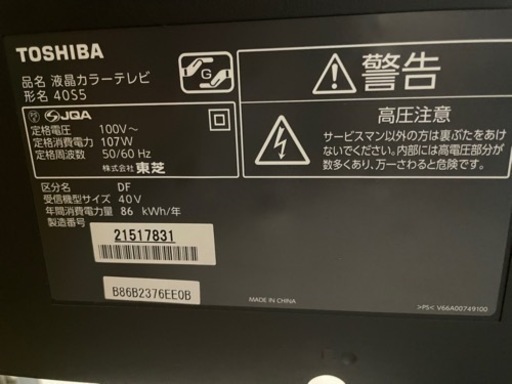 TOSHIBA
品名 液晶カラーテレビ
形名 40S5
JQA
定格電圧 100V～
定格消費電力 107W
定格周波数 50/60 Hz
株式会社 東芝
区分名 DF
受信機型サイズ 40V
年間消費電力量 86 kWh/年
製造番号
21517831
B86B2376EE0B
G
警告
高圧注意
サービスマン以外の方は裏ぶたをあけ
ないでください。内部には高電圧部分が
数多くあり、万一さわると危険です。
MADE IN CHINA
>PS< V66A00749100